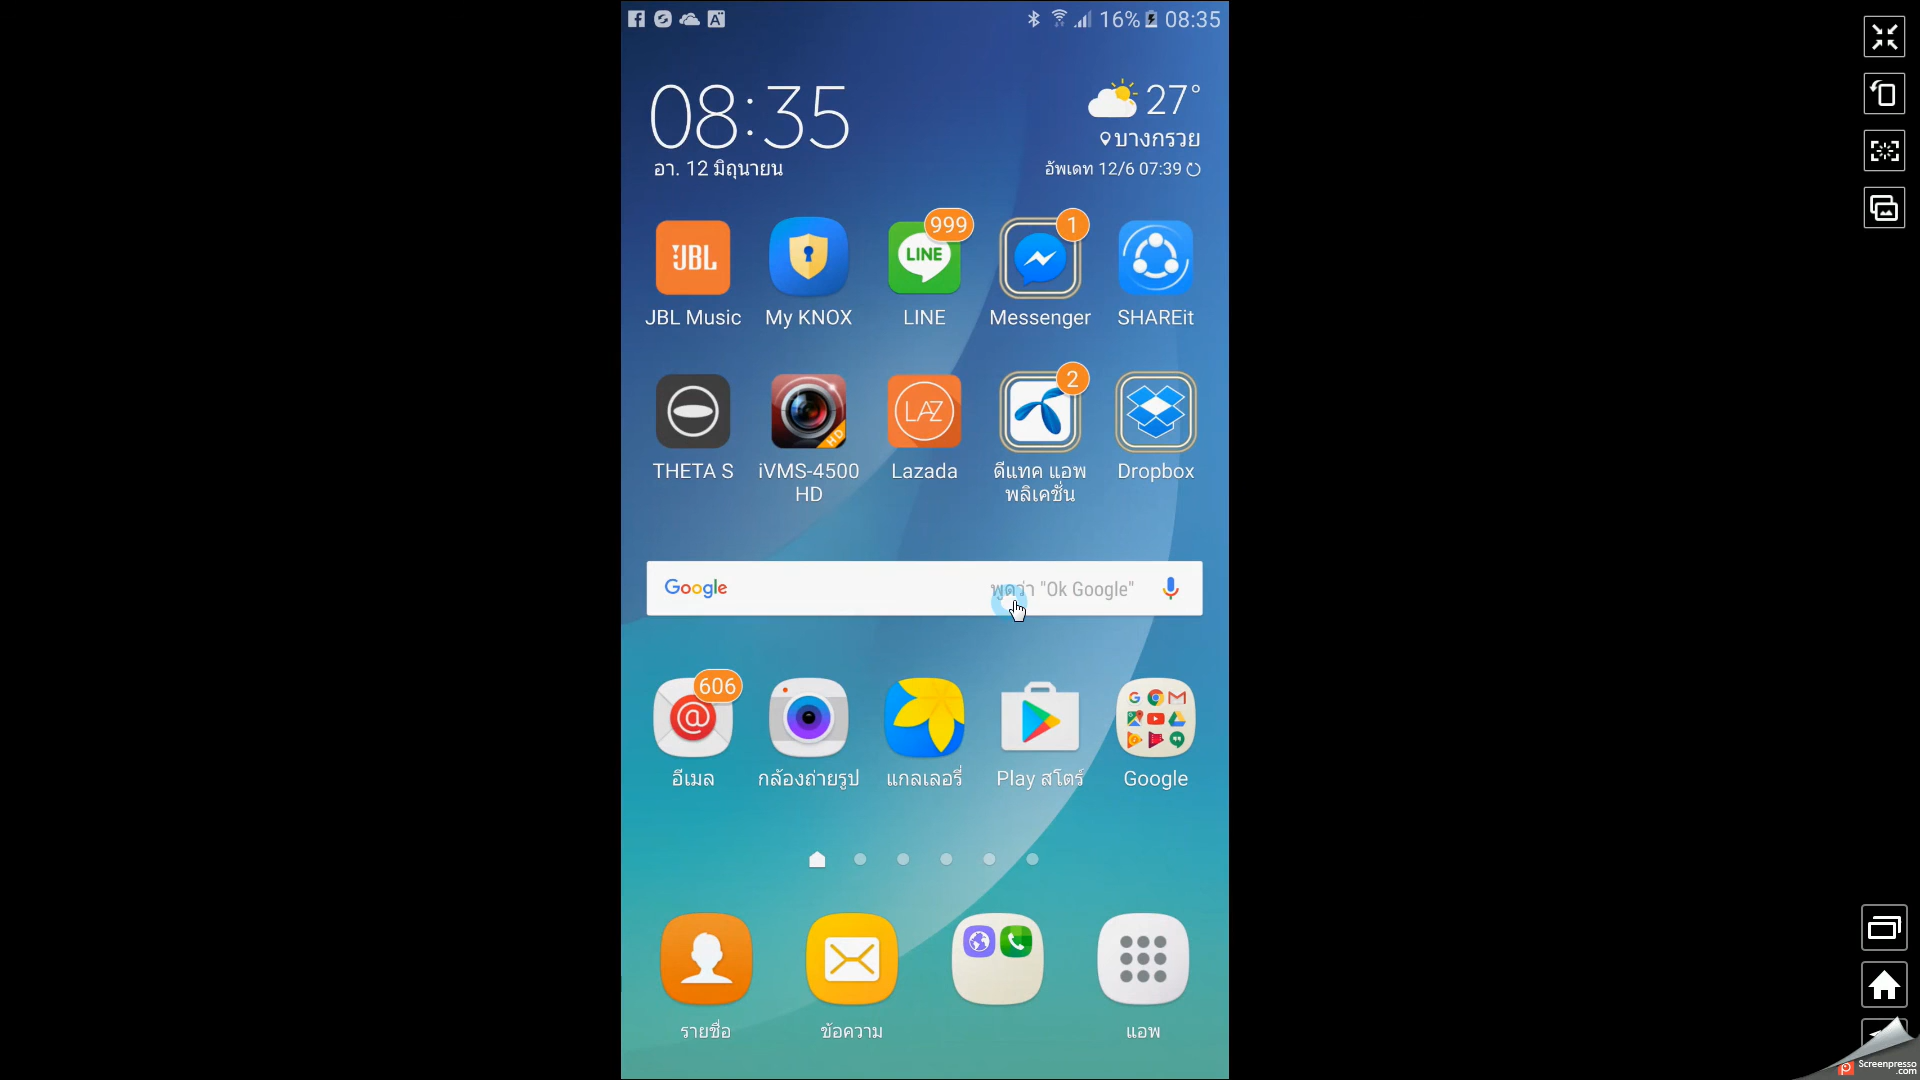 16% 08:35
08:35
27°
บางกรวย
อา. 12 มิถุนายน
อัพเดท 12/6 07:39
999
1
JBL
LINE
JBL Music
My KNOX
LINE
Messenger
SHAREit
2
LAZ
HD
THETA S
iVMS-4500
HD
Lazada
ดีแทค แอพ
พลิเคชั่น
Dropbox
Google
พูดว่า "Ok Google"
606
@
อีเมล
กล้องถ่ายรูป
แกลเลอรี่
Play สโตร์
Google
รายชื่อ
ข้อความ
แอพ
Screenpresso
.com